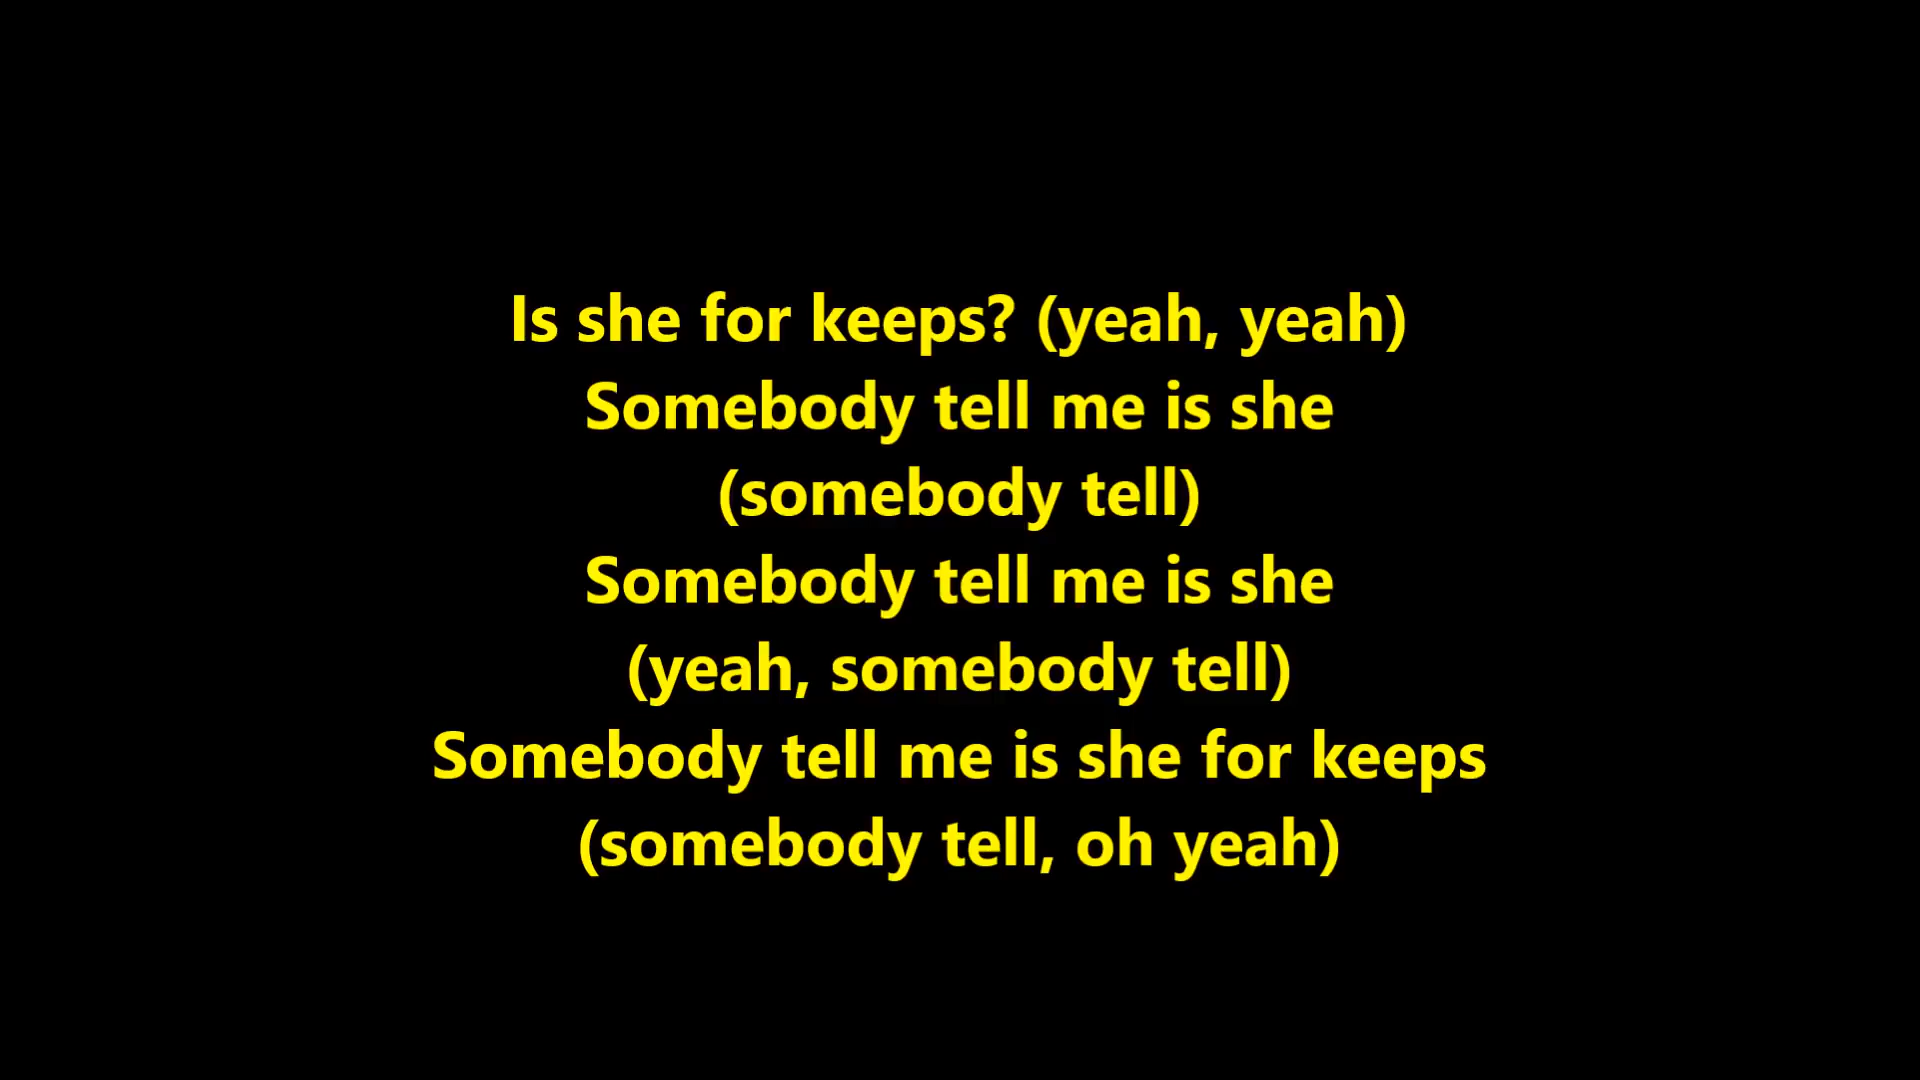 Is she for keeps? (yeah, yeah)
Somebody tell me is she
(somebody tell)
Somebody tell me is she
(yeah, somebody tell)
Somebody tell me is she for keeps
(somebody tell, oh yeah)